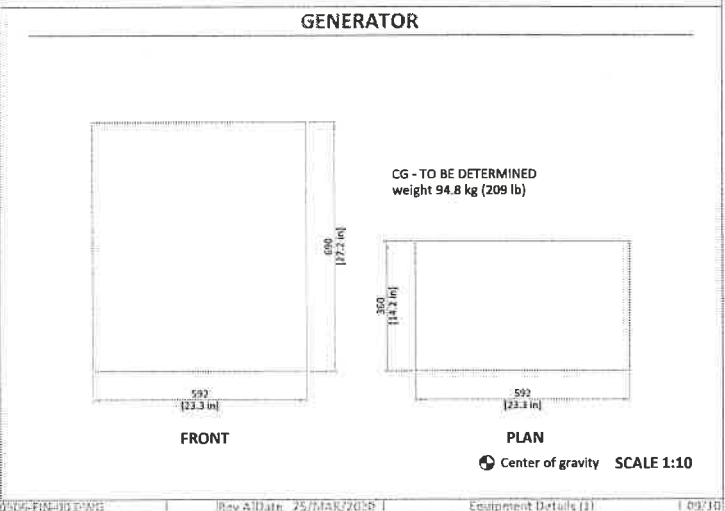 GENERATOR
CG - TO BE DETERMINED
weight 94.8 kg (209 lb)
690
[27.2 in]
360
[14.2 in]
592
[23.3 in]
592
[23.3 in]
FRONT
PLAN
Center of gravity SCALE 1:10
Equipment Details (1)